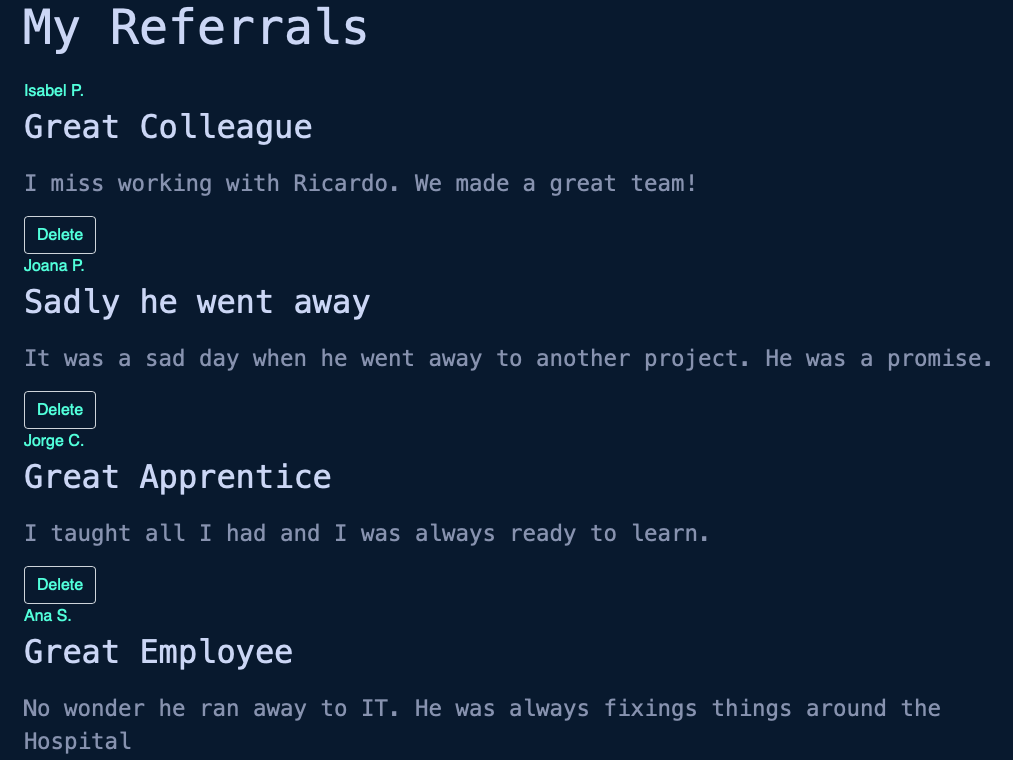 My Referrals
Isabel P.
Great Colleague
I miss working with Ricardo. We made a great team!
Delete
Joana P.
Sadly he went away
It was a sad day when he went away to another project. He was a promise.
Delete
Jorge C.
Great Apprentice
I taught all I had and I was always ready to learn.
Delete
Ana S.
Great Employee
No wonder he ran away to IT. He was always fixings things around the
Hospital